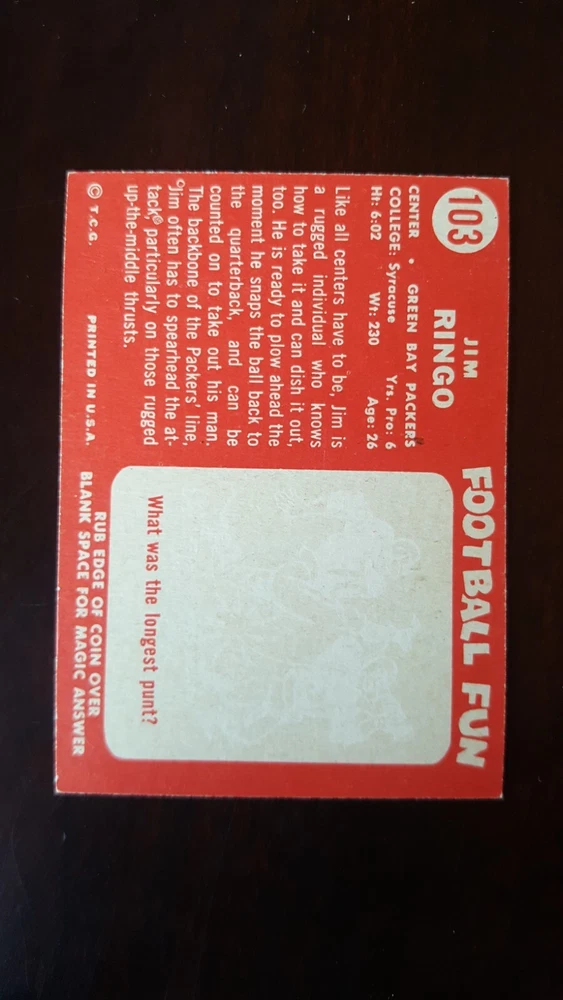 103
JIM
RINGO
CENTER • GREEN BAY PACKERS
COLLEGE: Syracuse Yrs. Pro: 6
Ht: 6:02 Wt: 230 Age: 26
Like all centers have to be, Jim is
a rugged individual who knows
how to take it and can dish it out,
too. He is ready to plow ahead the
moment he snaps the ball back to
the quarterback, and can be
counted on to take out his man.
The backbone of the Packers' line,
Jim often has to spearhead the at-
tack particularly on those rugged
up-the-middle thrusts.
© T.C.G. PRINTED IN U.S.A.
FOOTBALL FUN
What was the longest punt?
RUB EDGE OF COIN OVER
BLANK SPACE FOR MAGIC ANSWER